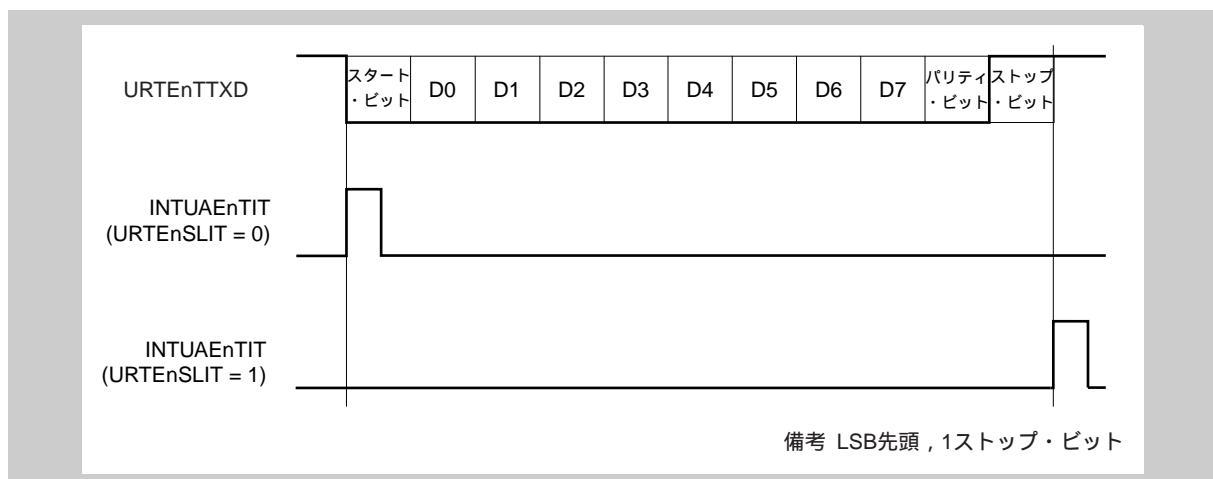 URTEnTTXD
スタート
・ビット
D0
D1
D2
D3
D4
D5
D6
D7
パリティ
・ビット
ストップ
・ビット
INTUAEnTIT
(URTEnSLIT = 0)
INTUAEnTIT
(URTEnSLIT = 1)
備考 LSB先頭，1ストップ・ビット